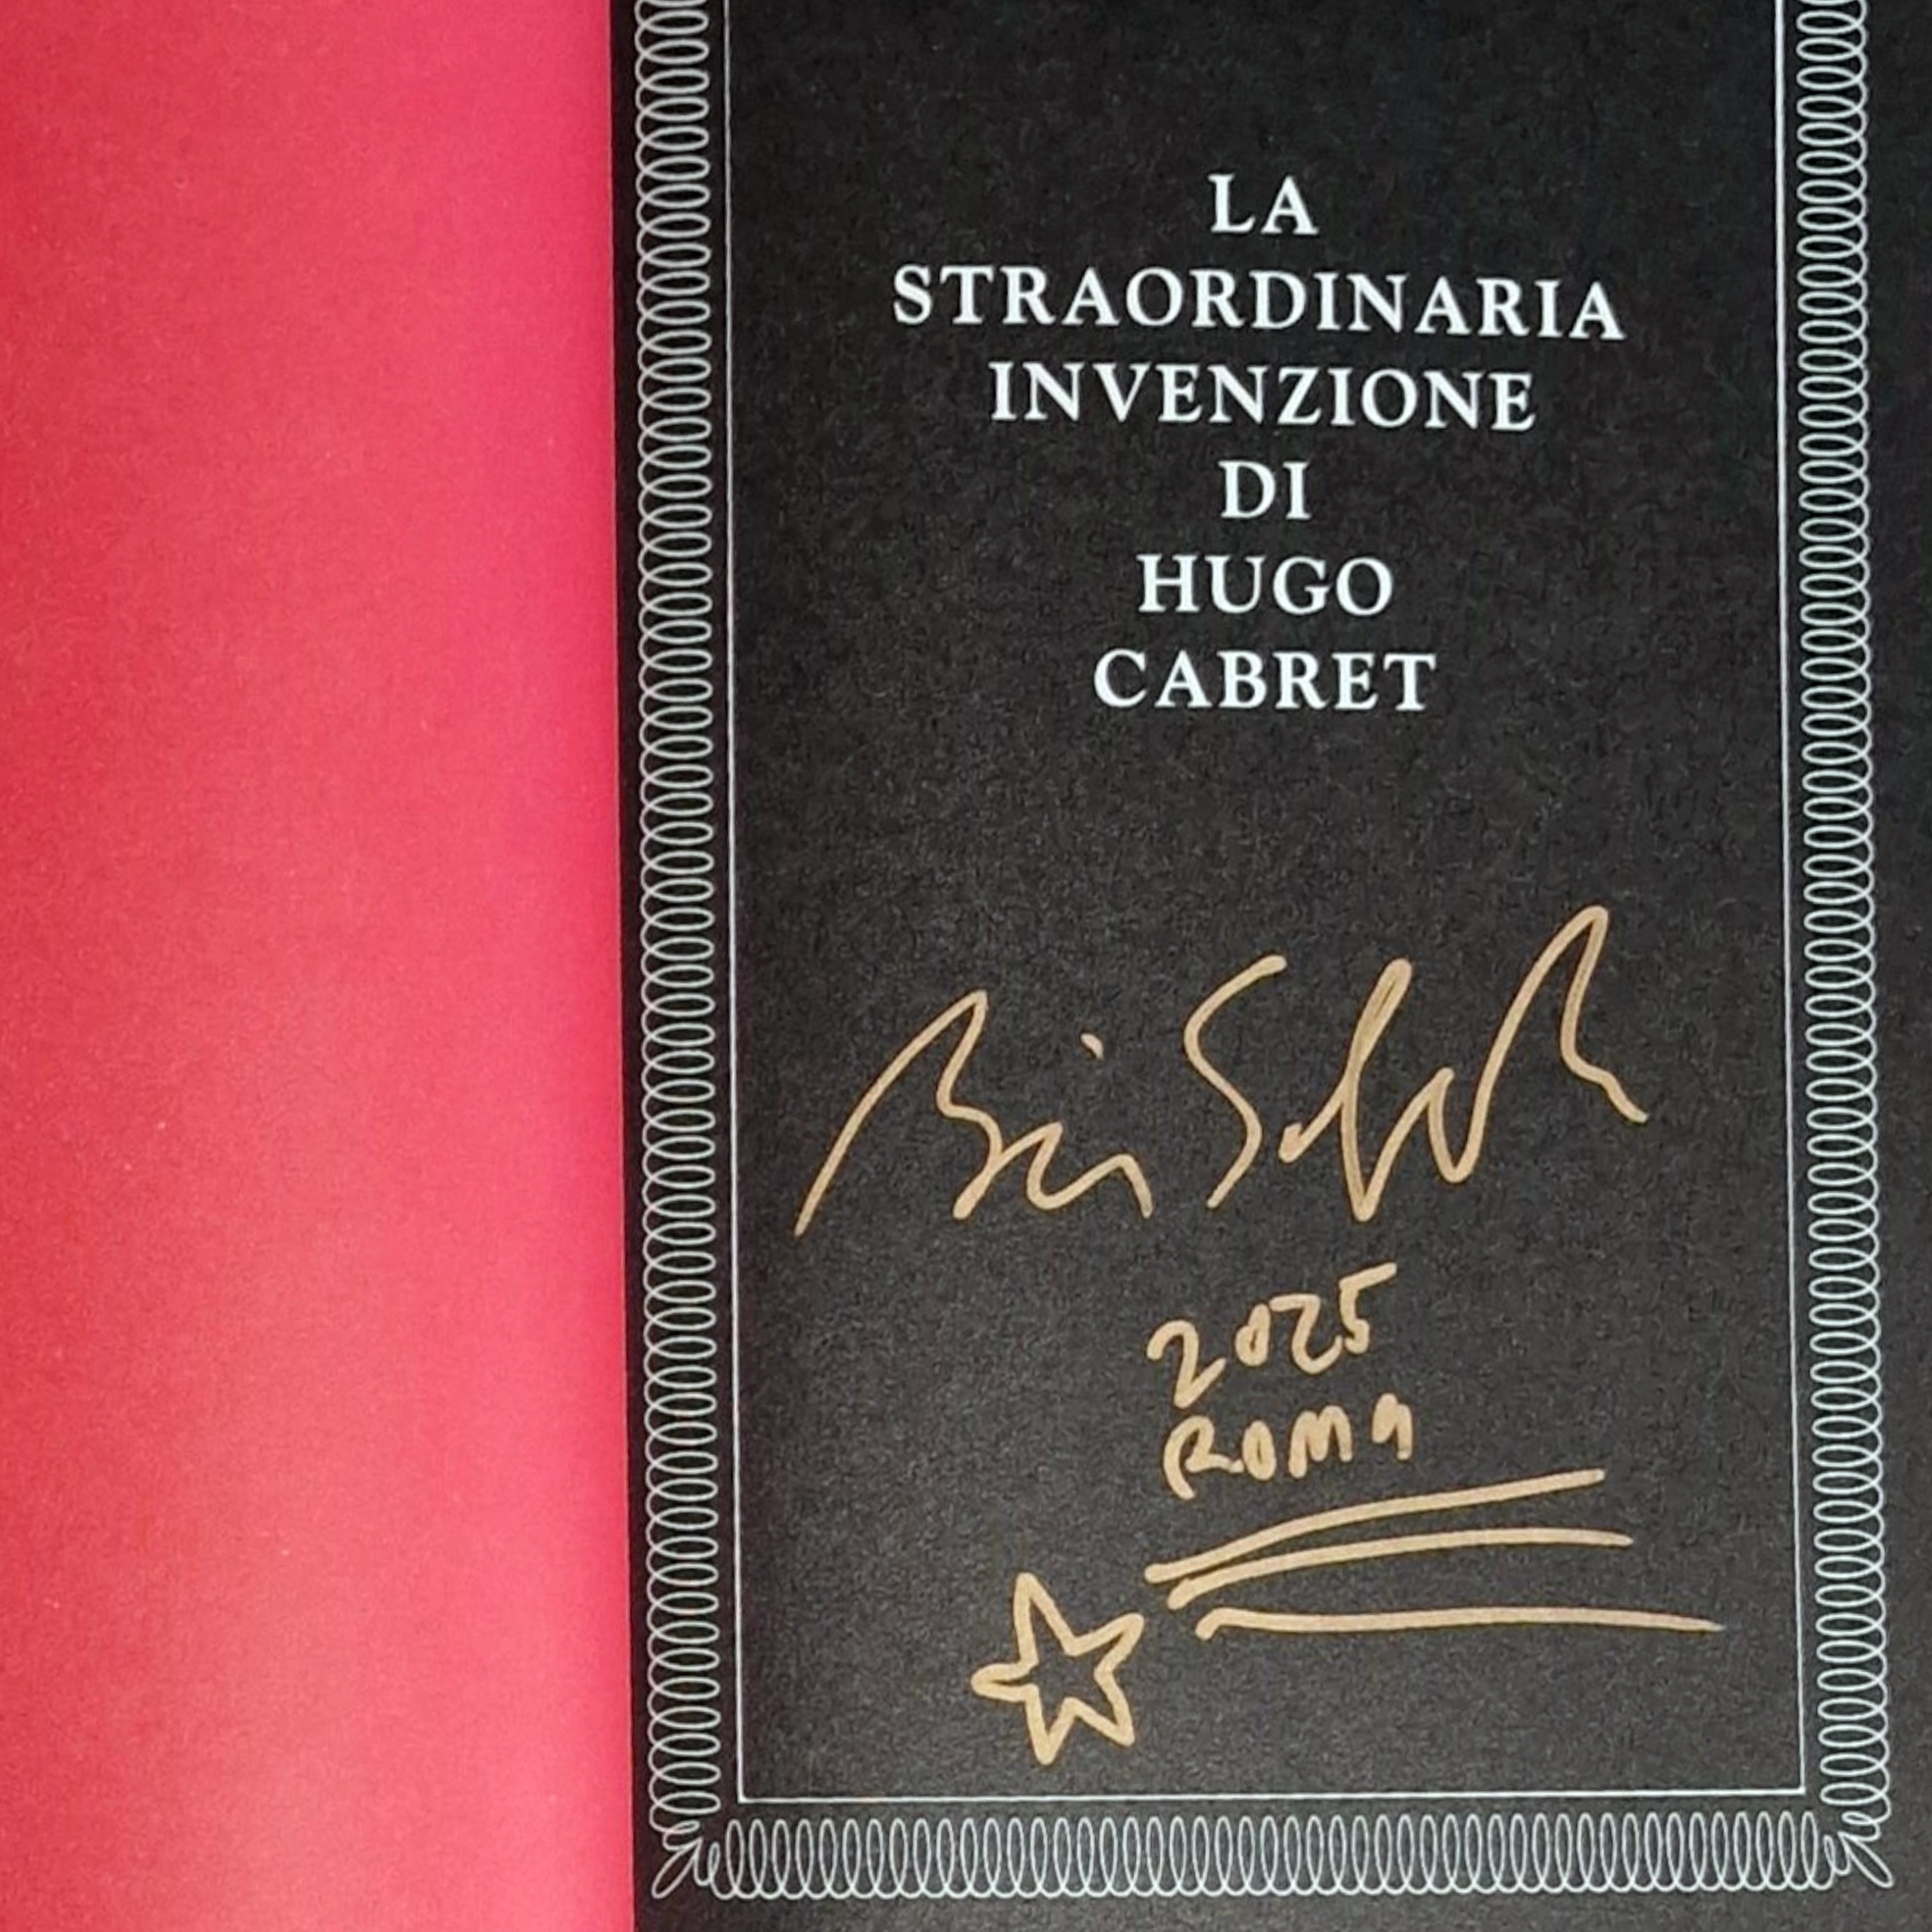 LA
STRAORDINARIA
INVENZIONE
DI
HUGO
CABRET
2025
ROMA